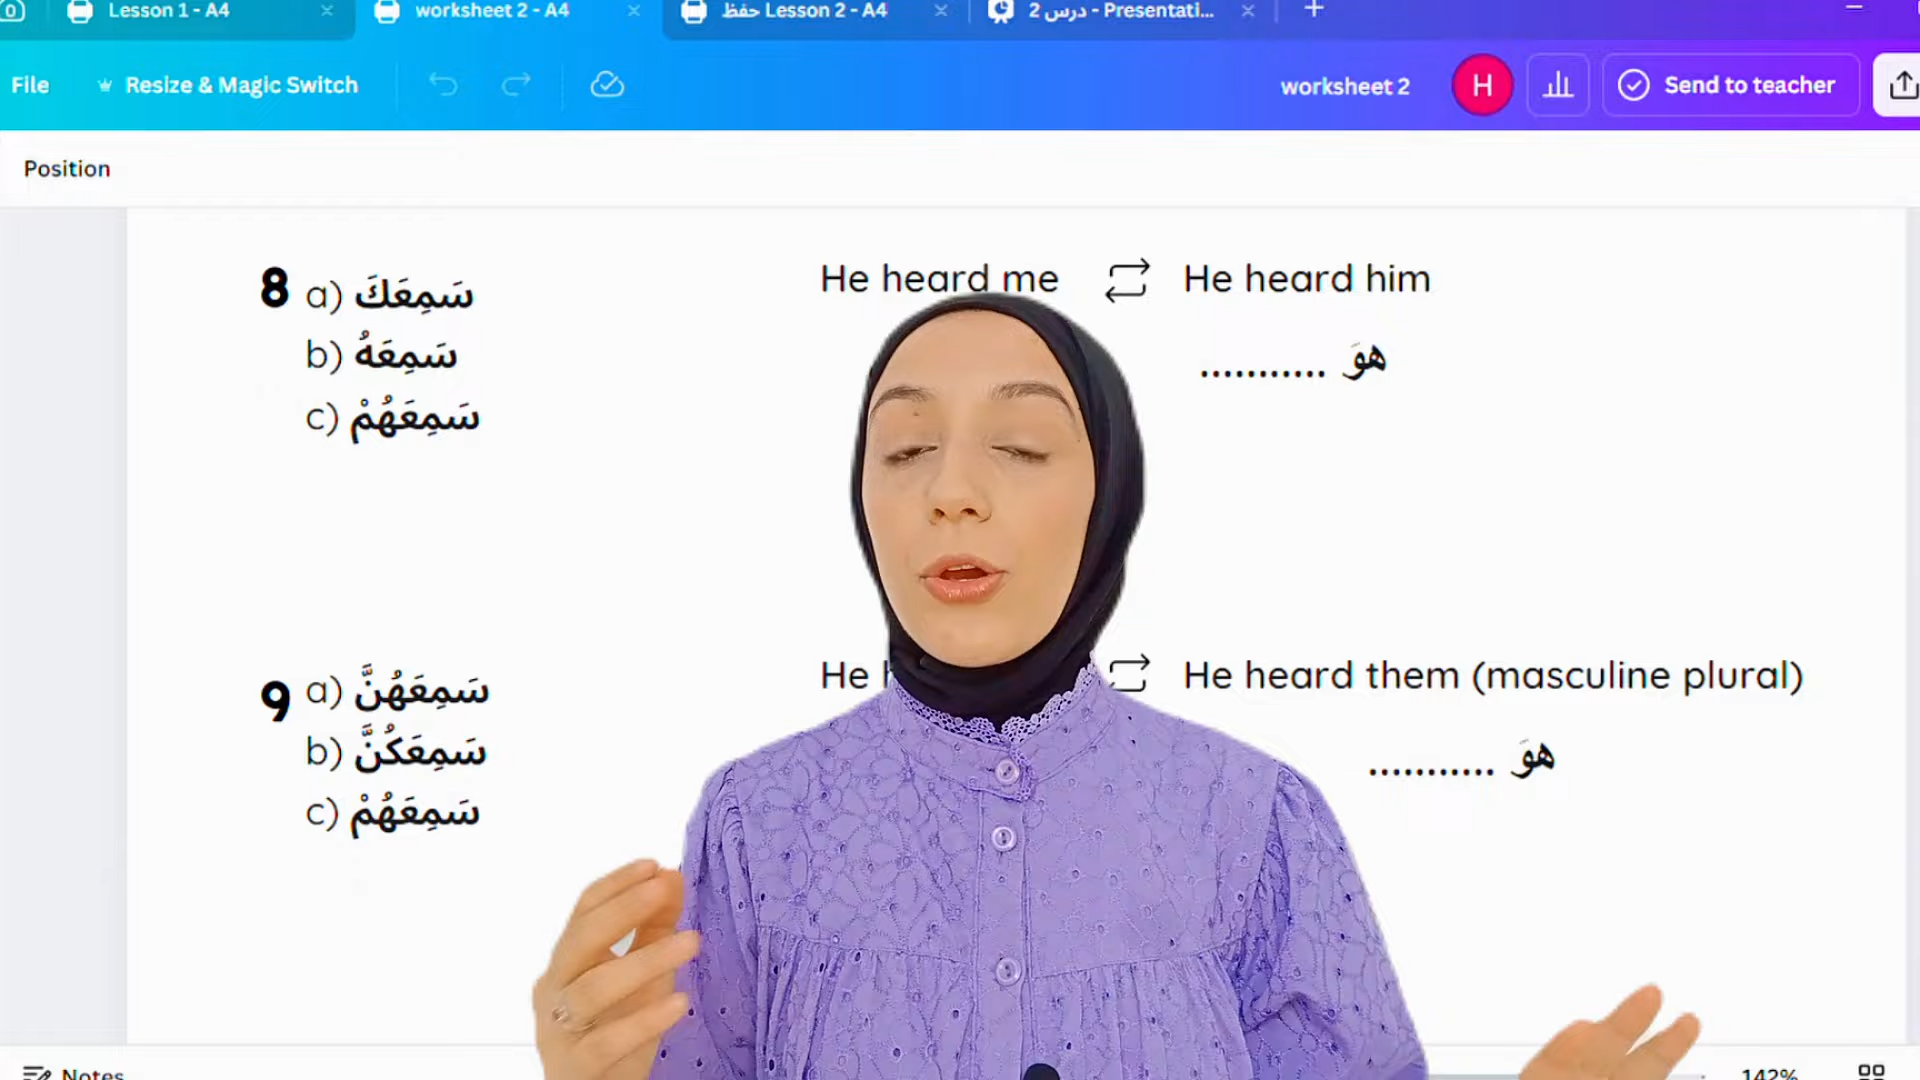 Lesson 1 - A4
worksheet 2 - A4
حفظ Lesson 2 - A4
درس 2 - Presentati...
File
Resize & Magic Switch
worksheet 2
H
Send to teacher
Position
8 a) سَمِعَكَ
b) سَمِعَهُ
c) سَمِعَهُمْ
He heard me
He heard him
هوَ ...........
9 a) سَمِعَهُنَّ
b) سَمِعَكُنَّ
c) سَمِعَهُمْ
He
He heard them (masculine plural)
هوَ ...........
Notes
142%